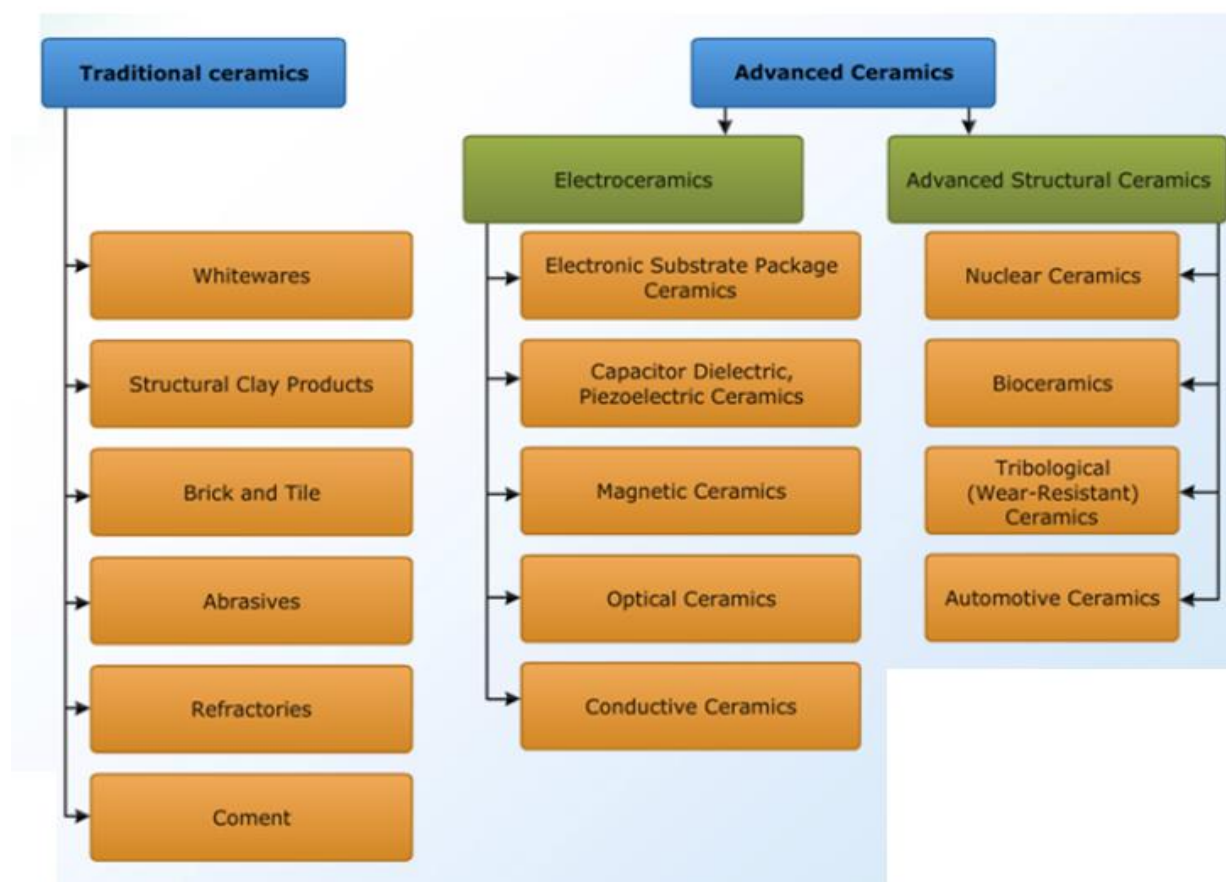 Traditional ceramics
Whitewares
Structural Clay Products
Brick and Tile
Abrasives
Refractories
Coment
Advanced Ceramics
Electroceramics
Electronic Substrate Package
Ceramics
Capacitor Dielectric,
Piezoelectric Ceramics
Magnetic Ceramics
Optical Ceramics
Conductive Ceramics
Advanced Structural Ceramics
Nuclear Ceramics
Bioceramics
Tribological
(Wear-Resistant)
Ceramics
Automotive Ceramics